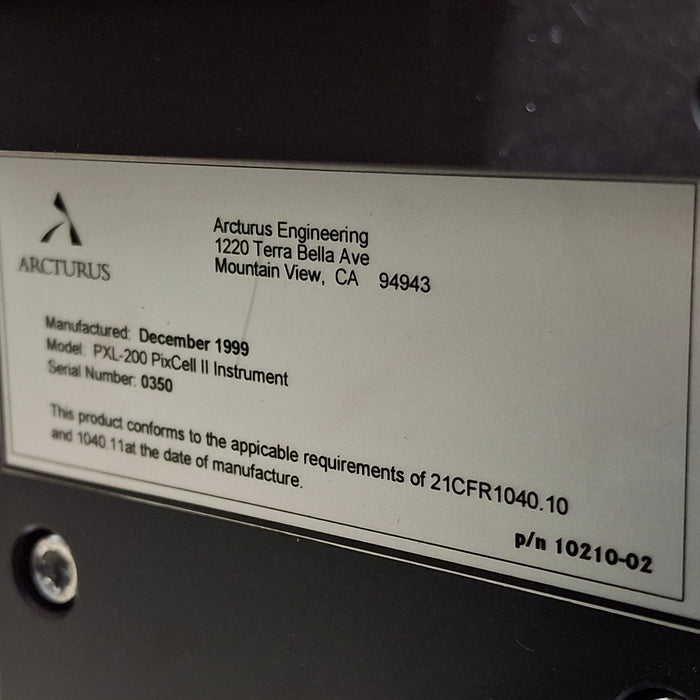 ARCTURUS
Arcturus Engineering
1220 Terra Bella Ave
Mountain View, CA 94943
Manufactured: December 1999
Model: PXL-200 PixCell II Instrument
Serial Number: 0350
This product conforms to the appicable requirements of 21CFR1040.10
and 1040.11at the date of manufacture.
p/n 10210-02